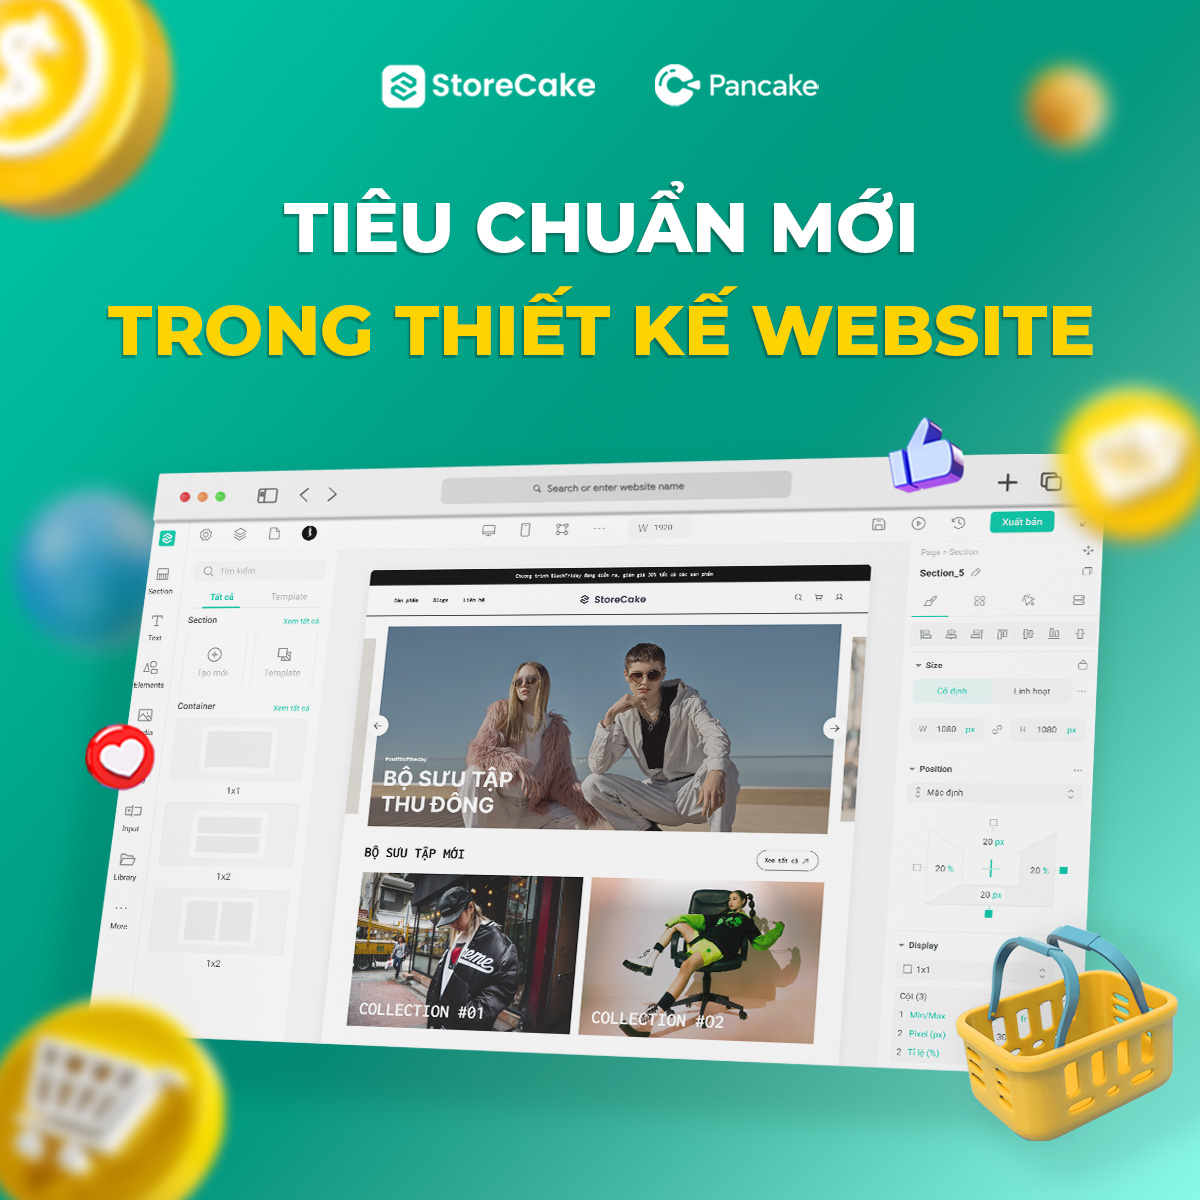 StoreCake
Pancake
TIÊU CHUẨN MỚI
TRONG THIẾT KẾ WEBSITE
Search or enter website name
W 1920
Xuất bản
Tìm kiếm
Tất cả
Template
Section
Xem tất cả
Tạo mới
Template
Container
Xem tất cả
1x1
1x2
1x2
Section
Text
Elements
Input
Library
More
Chương trình BlackFriday đang diễn ra, giảm giá 30% tất cả các sản phẩm
Sản phẩm
Blogs
Liên hệ
StoreCake
#outfitoftheday
BỘ SƯU TẬP
THU ĐÔNG
BỘ SƯU TẬP MỚI
Xem tất cả
COLLECTION #01
COLLECTION #02
Page > Section
Section_5
Size
Cố định
Linh hoạt
W 1080 px
H 1080 px
Position
Mặc định
20 px
20 %
20 %
20 px
Display
1x1
Cột (3)
1 Min/Max
2 Pixel (px)
2 Tỉ lệ (%)
30
fr